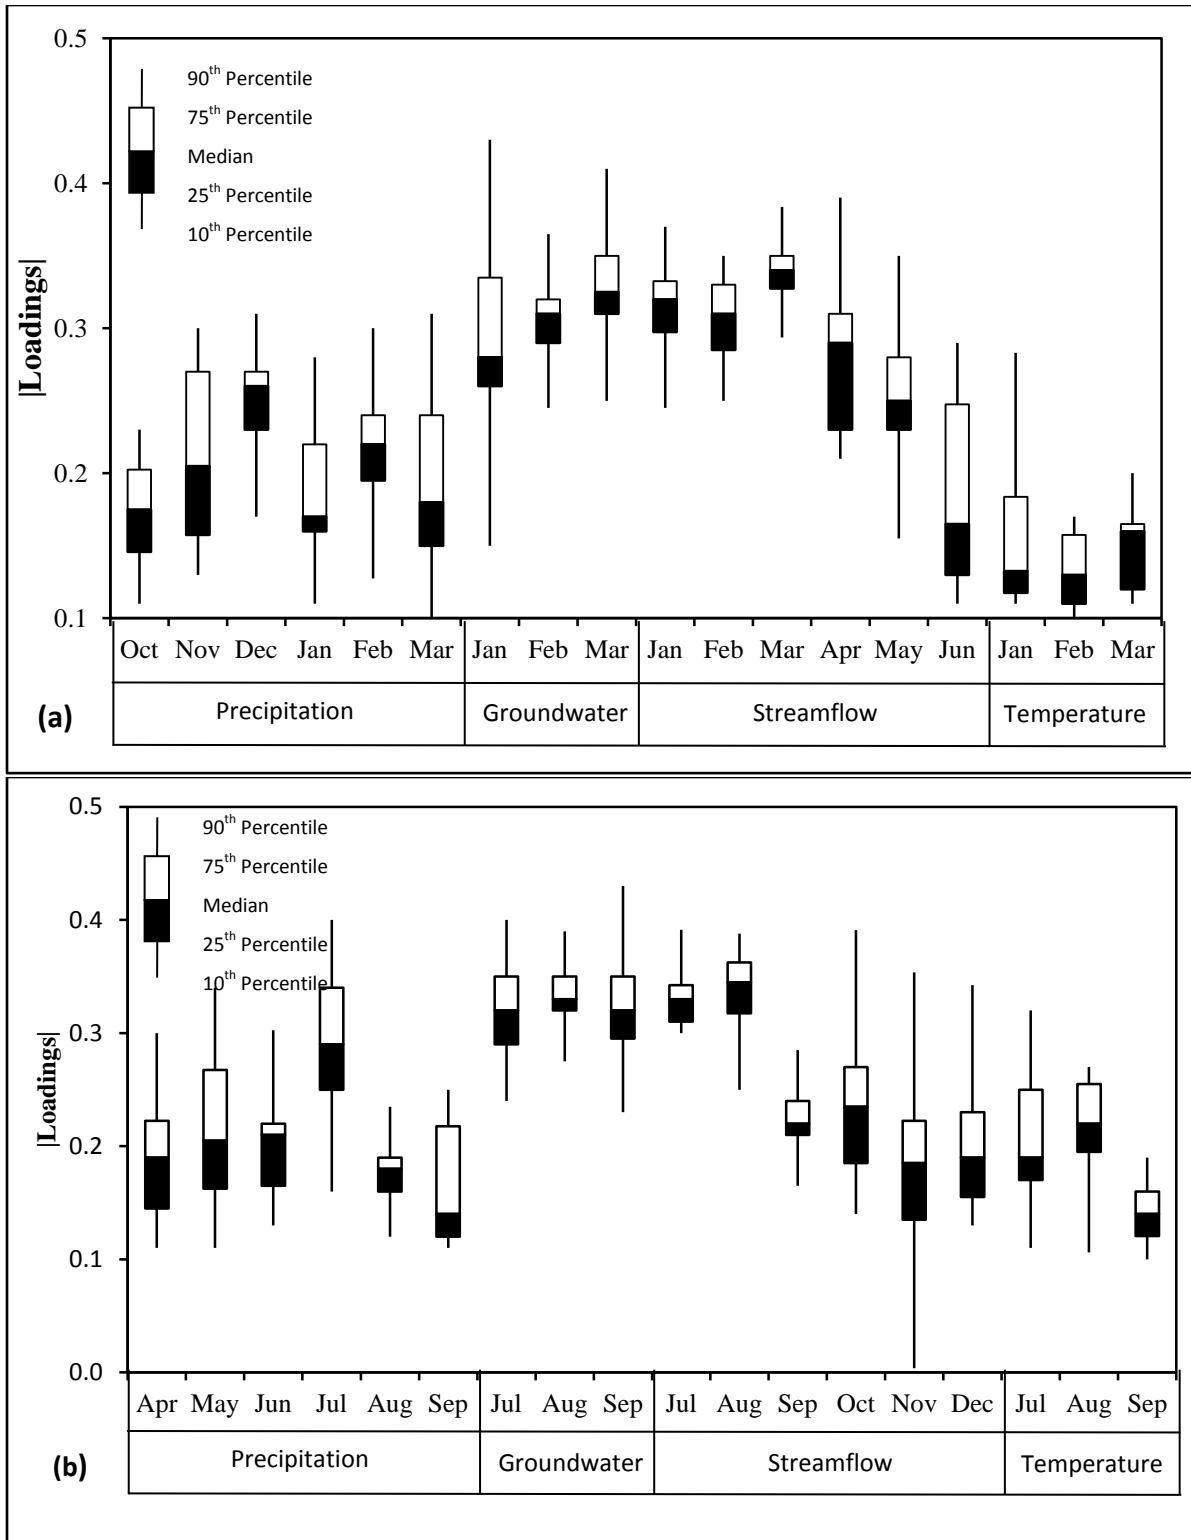 0.5
90th Percentile
75th Percentile
0.4
Median
25th Percentile
10th Percentile
|Loadings|
0.3
0.2
0.1
Oct Nov Dec Jan Feb Mar Jan Feb Mar Jan Feb Mar Apr May Jun Jan Feb Mar
(a) Precipitation Groundwater Streamflow Temperature
0.5
90th Percentile
75th Percentile
Median
0.4
25th Percentile
10th Percentile
|Loadings|
0.3
0.2
0.1
0.0
Apr May Jun Jul Aug Sep Jul Aug Sep Jul Aug Sep Oct Nov Dec Jul Aug Sep
(b) Precipitation Groundwater Streamflow Temperature